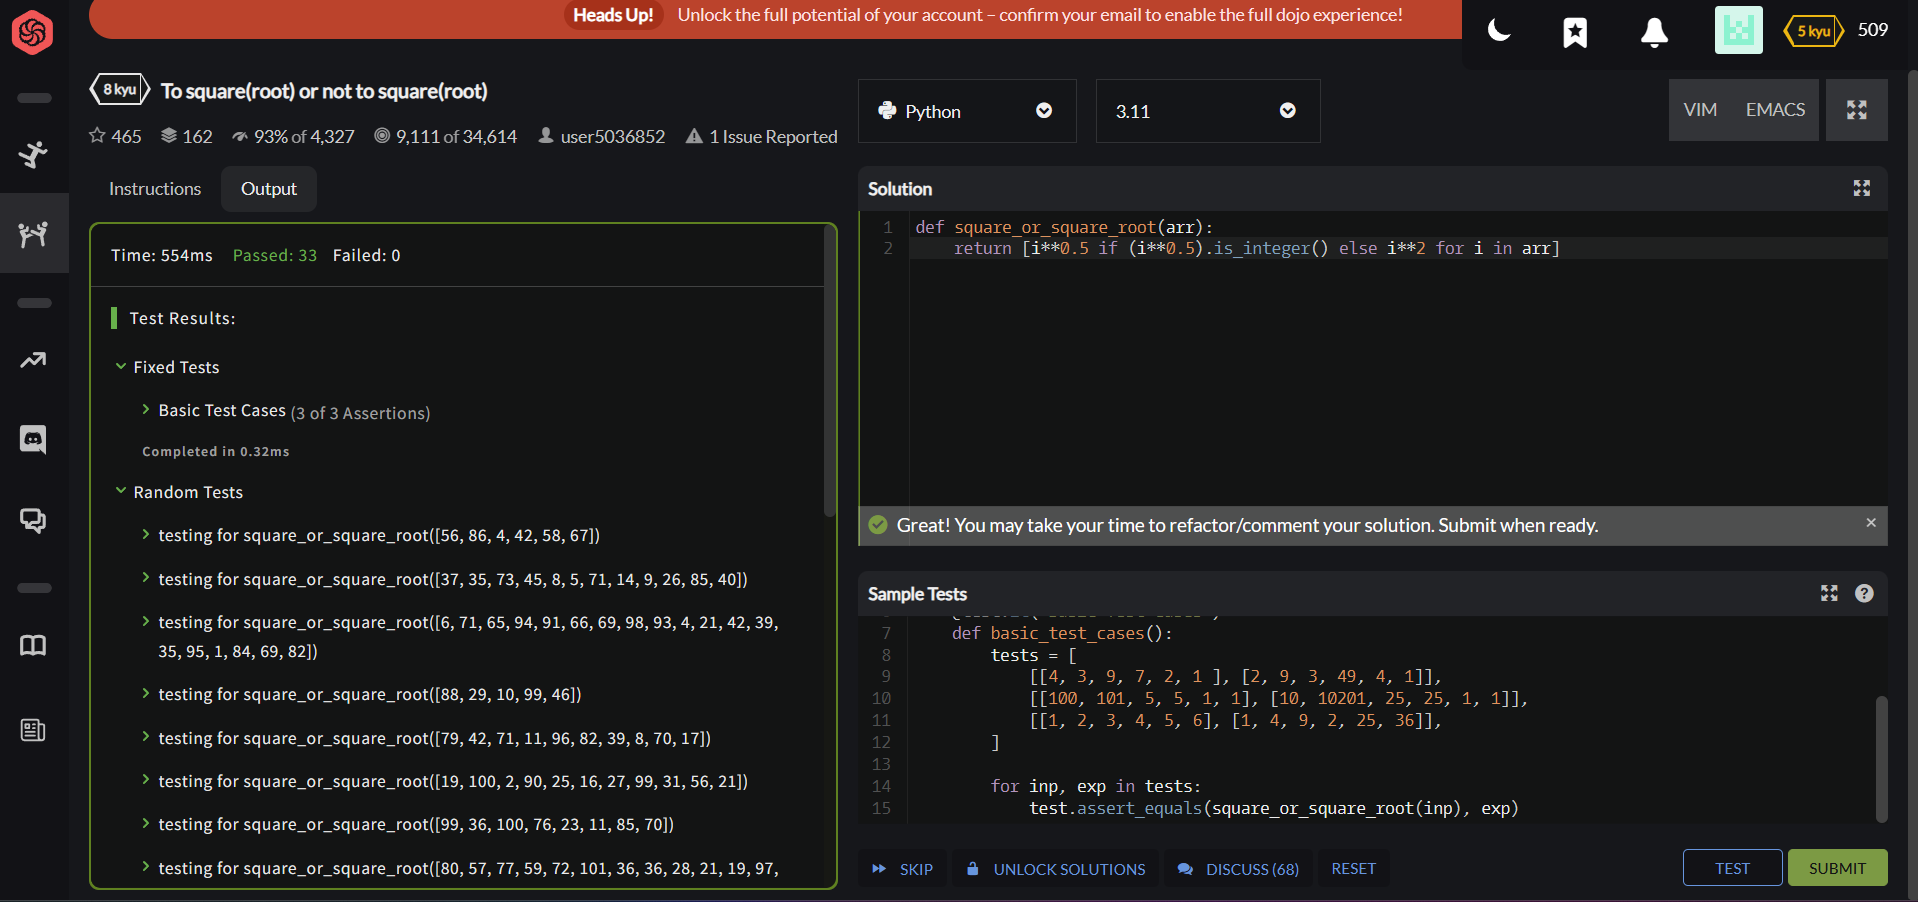 Heads Up! Unlock the full potential of your account – confirm your email to enable the full dojo experience!
5 kyu 509
8 kyu To square(root) or not to square(root)
465 162 93% of 4,327 9,111 of 34,614 user5036852 1 Issue Reported
Instructions Output
Time: 554ms Passed: 33 Failed: 0
Test Results:
Fixed Tests
Basic Test Cases (3 of 3 Assertions)
Completed in 0.32ms
Random Tests
testing for square_or_square_root([56, 86, 4, 42, 58, 67])
testing for square_or_square_root([37, 35, 73, 45, 8, 5, 71, 14, 9, 26, 85, 40])
testing for square_or_square_root([6, 71, 65, 94, 91, 66, 69, 98, 93, 4, 21, 42, 39,
35, 95, 1, 84, 69, 82])
testing for square_or_square_root([88, 29, 10, 99, 46])
testing for square_or_square_root([79, 42, 71, 11, 96, 82, 39, 8, 70, 17])
testing for square_or_square_root([19, 100, 2, 90, 25, 16, 27, 99, 31, 56, 21])
testing for square_or_square_root([99, 36, 100, 76, 23, 11, 85, 70])
testing for square_or_square_root([80, 57, 77, 59, 72, 101, 36, 36, 28, 21, 19, 97,
Python 3.11 VIM EMACS
Solution
1 def square_or_square_root(arr):
2 return [i**0.5 if (i**0.5).is_integer() else i**2 for i in arr]
Great! You may take your time to refactor/comment your solution. Submit when ready. ×
Sample Tests ?
7 def basic_test_cases():
8 tests = [
9 [[4, 3, 9, 7, 2, 1 ], [2, 9, 3, 49, 4, 1]],
10 [[100, 101, 5, 5, 1, 1], [10, 10201, 25, 25, 1, 1]],
11 [[1, 2, 3, 4, 5, 6], [1, 4, 9, 2, 25, 36]],
12 ]
13
14 for inp, exp in tests:
15 test.assert_equals(square_or_square_root(inp), exp)
SKIP UNLOCK SOLUTIONS DISCUSS (68) RESET TEST SUBMIT